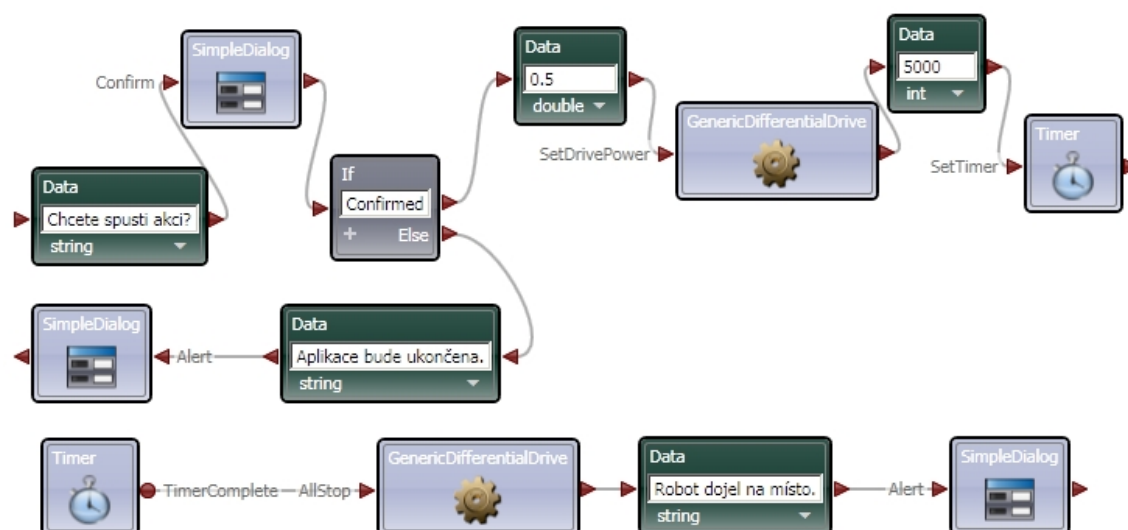 SimpleDialog
Confirm
Data
Chcete spusti akci?
string
If
Confirmed
Else
Data
0.5
double
SetDrivePower
GenericDifferentialDrive
Data
5000
int
SetTimer
Timer
Data
Aplikace bude ukončena.
string
Alert
SimpleDialog
Timer
TimerComplete
AllStop
GenericDifferentialDrive
Data
Robot dojel na místo.
string
Alert
SimpleDialog